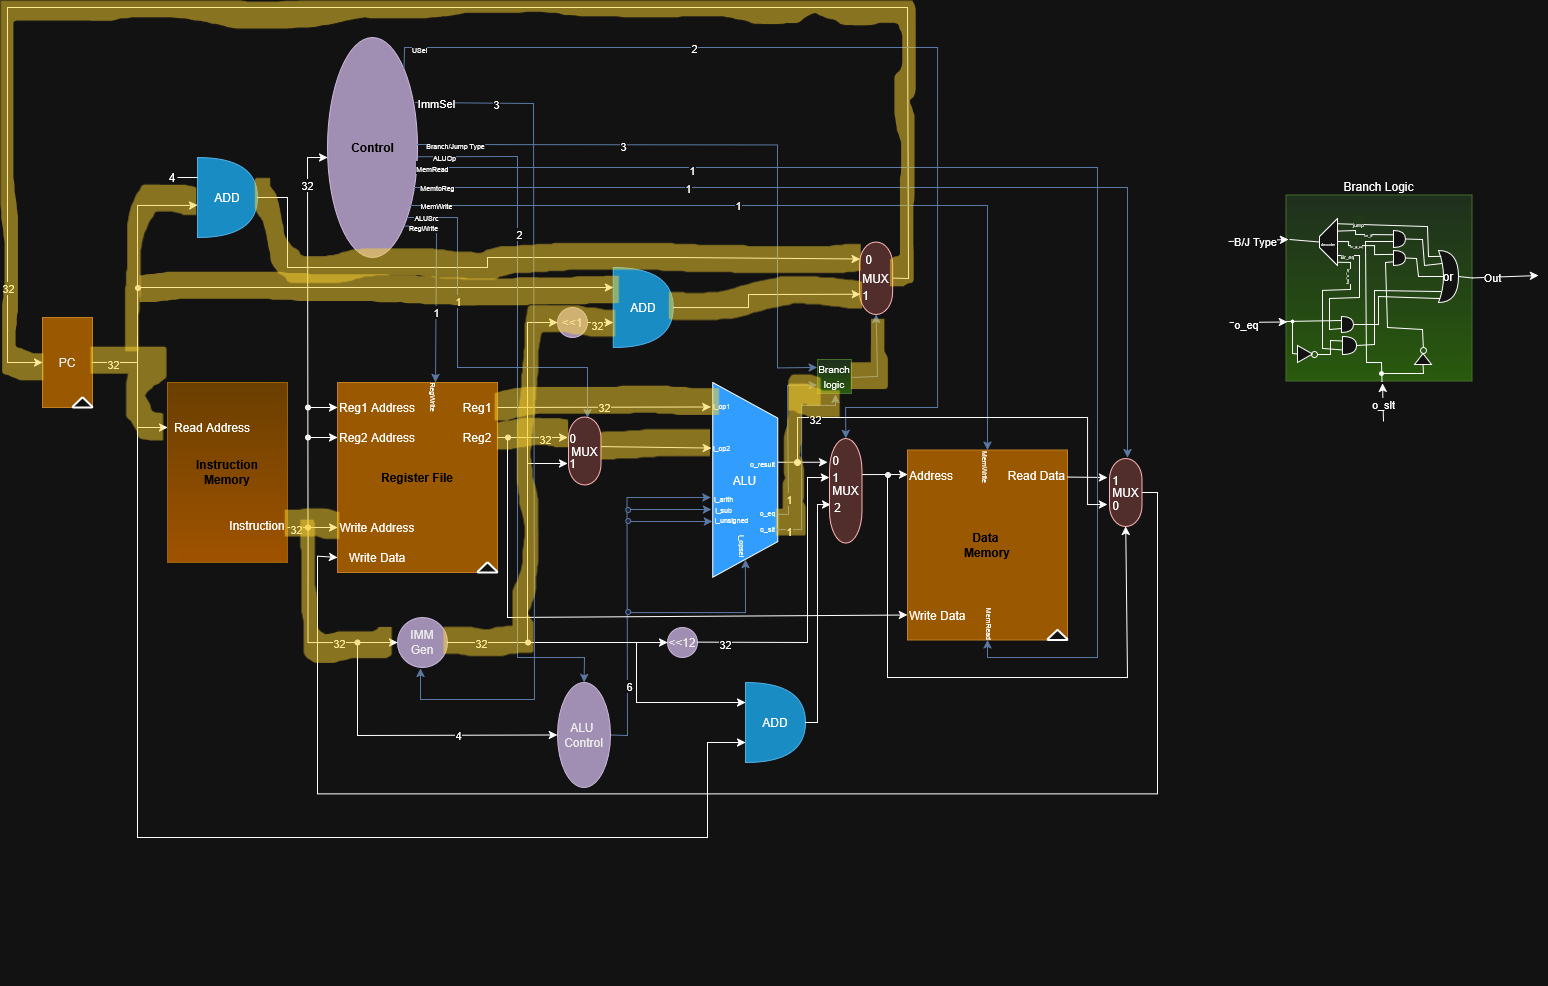 USel
2
ImmSel
3
Control
Branch/Jump Type
3
ALUOp
MemRead
1
MemtoReg
1
MemWrite
1
ALUSrc
RegWrite
2
4
ADD
32
32
1
1
0
MUX
1
ADD
<<1
32
PC
32
Branch
logic
Read Address
Instruction
Memory
Instruction
32
RegWrite
Reg1 Address
Reg1
Reg2 Address
Reg2
Register File
Write Address
Write Data
32
32
0
MUX
1
i_op1
i_op2
o_result
ALU
i_arith
i_sub
i_unsigned
o_eq
o_slt
i_opsel
1
1
32
0
1
MUX
2
Address
MemWrite
Read Data
Data
Memory
Write Data
MemRead
1
MUX
0
32
IMM
Gen
32
<<12
32
6
ALU
Control
4
ADD
Branch Logic
~B/J Type
or
Out
~o_eq
o_slt